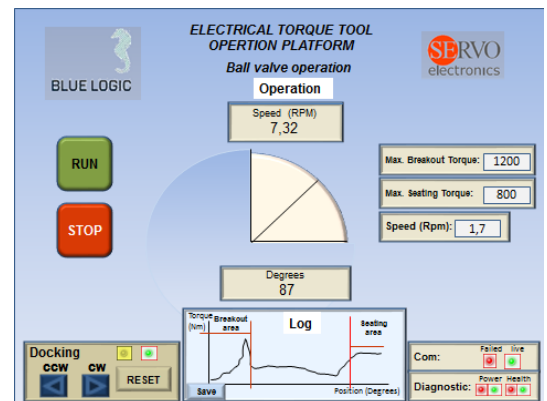 ELECTRICAL TORQUE TOOL
OPERTION PLATFORM
Ball valve operation
BLUE LOGIC
SERVO
electronics
Operation
Speed (RPM)
7,32
RUN
STOP
Max. Breakout Torque: 1200
Max. Seating Torque: 800
Speed (Rpm): 1,7
Degrees
87
Torque
(Nm)
Breakout
area
Log
Seating
area
Save
Position (Degrees)
Docking
CCW CW
RESET
Com: Failed live
Diagnostic: Power Health